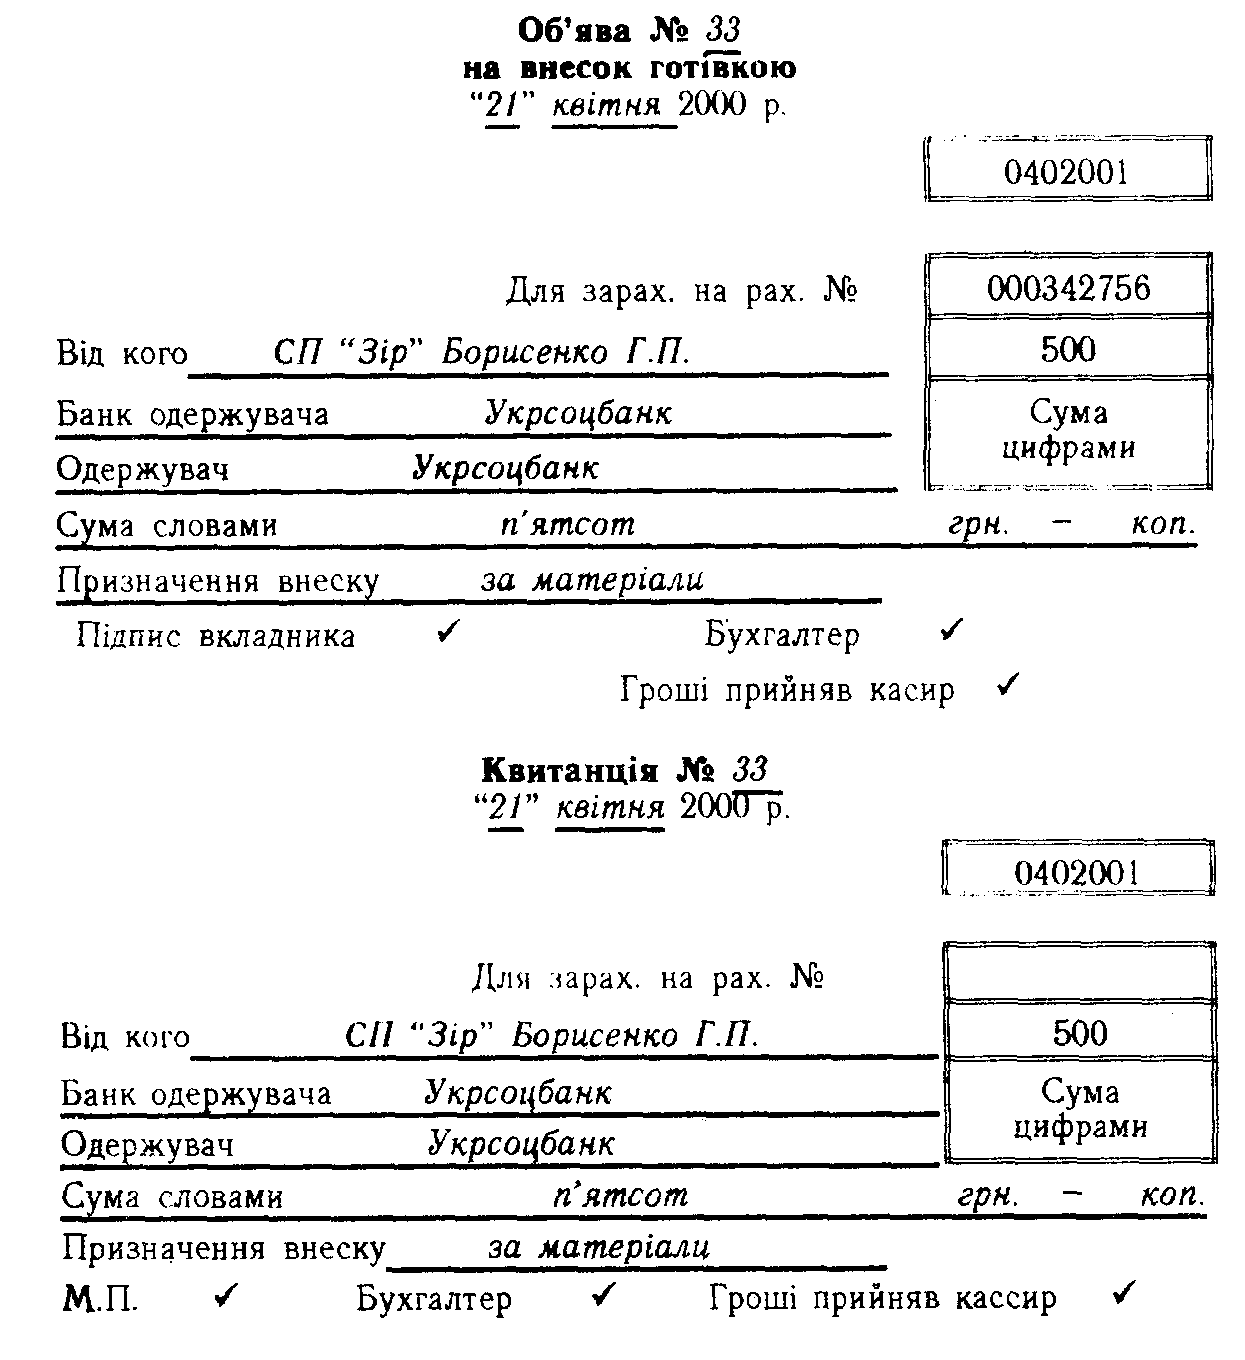 Об’ява № 33
на внесок готівкою
“21” квітня 2000 р.
0402001
Для зарах. на рах. № 000342756
Від кого СП “Зір” Борисенко Г.П. 500
Банк одержувача Укрсоцбанк Сума
цифрами
Одержувач Укрсоцбанк
Сума словами п'ятсот грн. – коп.
Призначення внеску за матеріали
Підпис вкладника ✓ Бухгалтер ✓
Гроші прийняв касир ✓
Квитанція № 33
“21” квітня 2000 р.
0402001
Для зарах. на рах. №
Від кого СП “Зір” Борисенко Г.П. 500
Банк одержувача Укрсоцбанк Сума
цифрами
Одержувач Укрсоцбанк
Сума словами п’ятсот грн. – коп.
Призначення внеску за матеріали
М.П. ✓ Бухгалтер ✓ Гроші прийняв кассир ✓